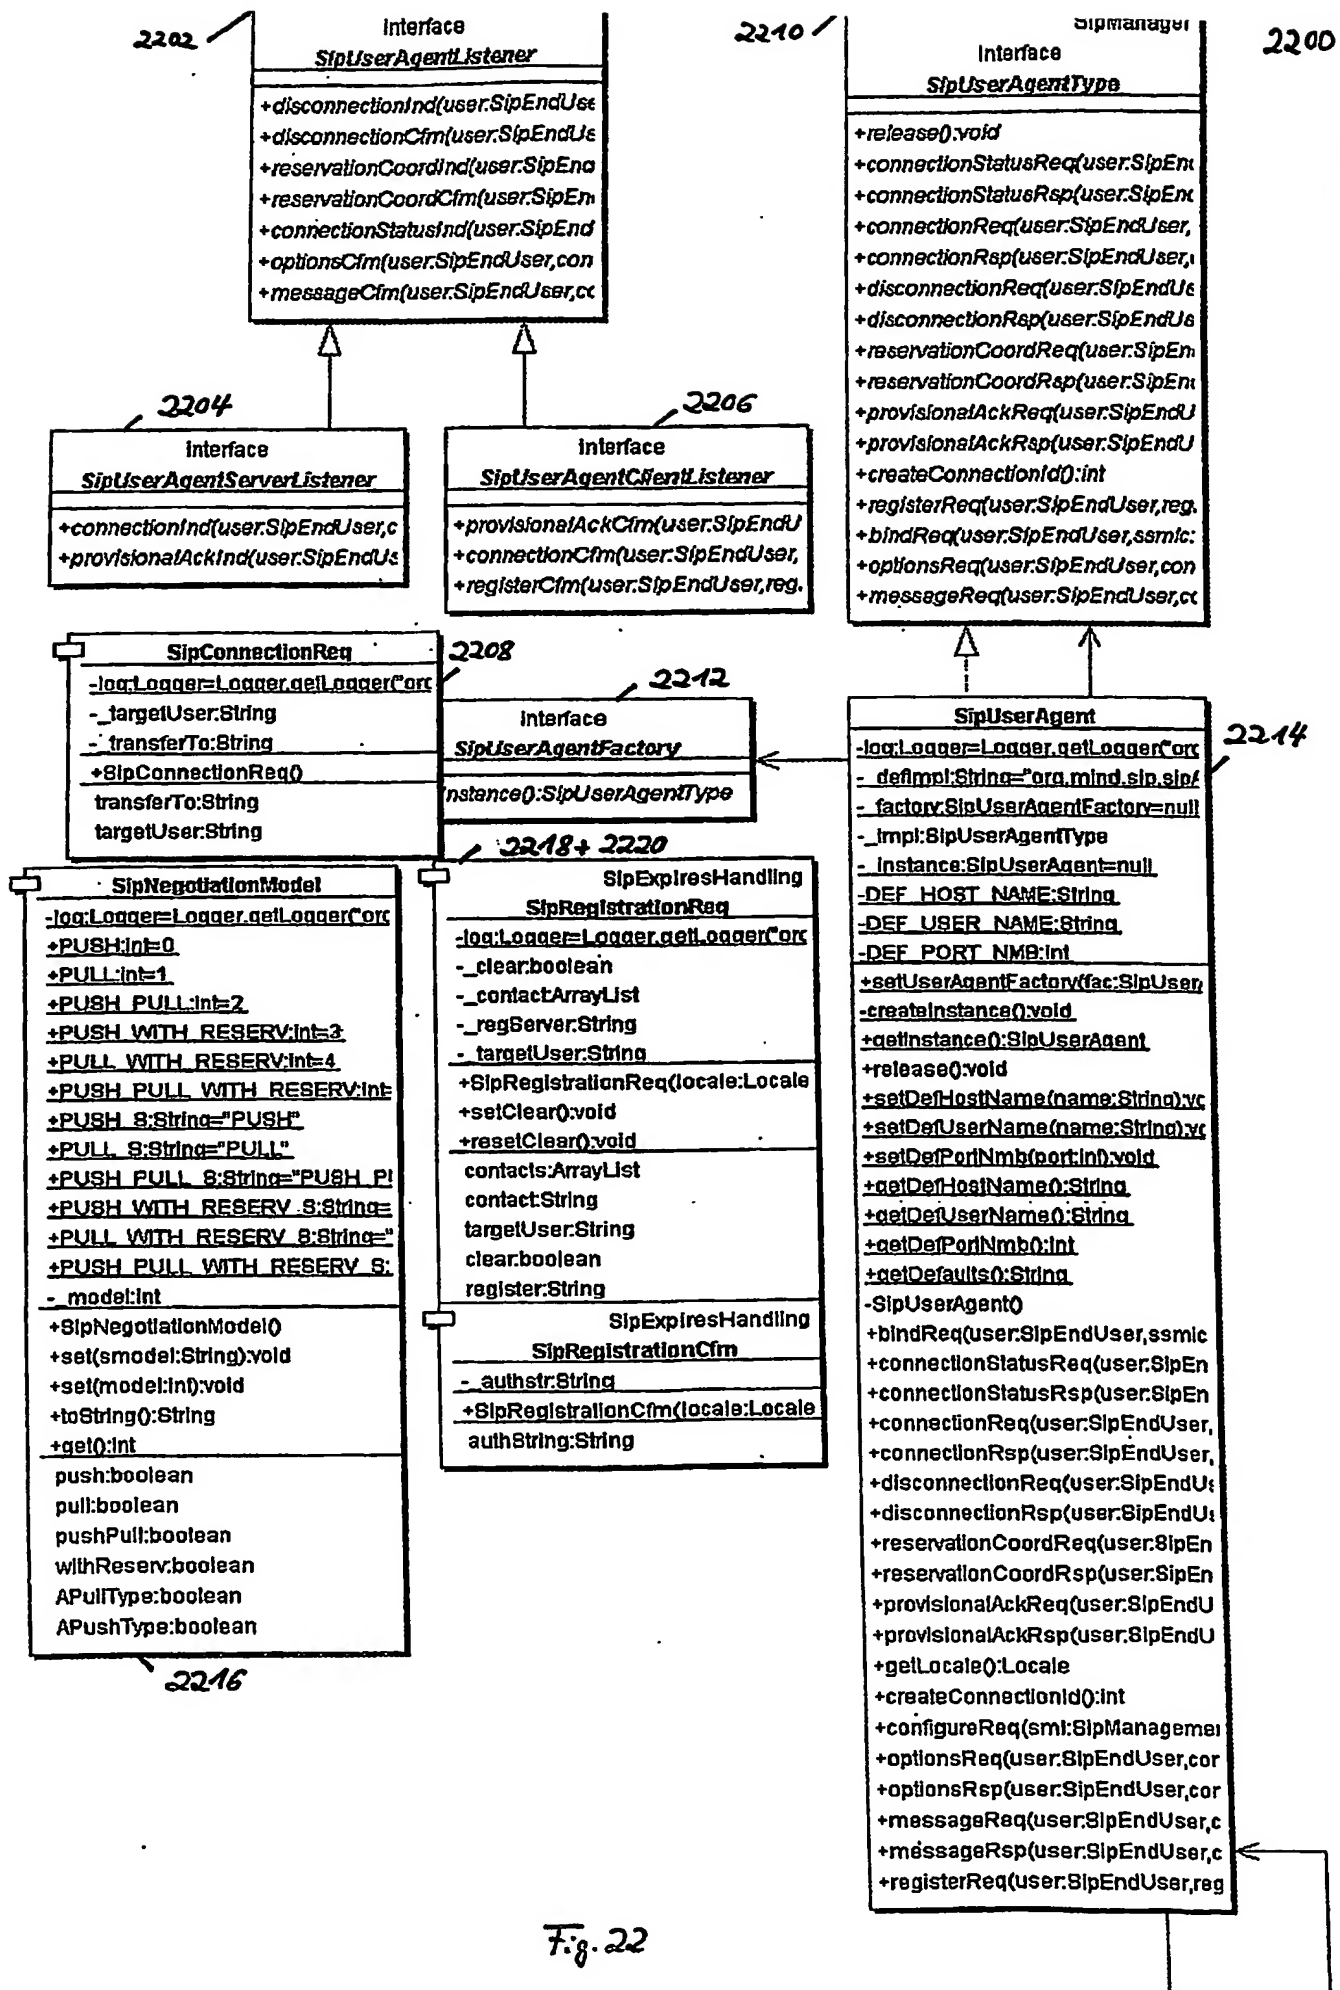 2202
Interface
SipUserAgentListener
+disconnectionInd(user:SipEndUse
+disconnectionCfm(user:SipEndUs
+reservationCoordInd(user:SipEnd
+reservationCoordCfm(user:SipEn
+connectionStatusInd(user:SipEnd
+optionsCfm(user:SipEndUser,con
+messageCfm(user:SipEndUser,cc
2210
2200
SipManager
Interface
SipUserAgentType
+release():void
+connectionStatusReq(user:SipEnc
+connectionStatusRsp(user:SipEnc
+connectionReq(user:SipEndUser,
+connectionRsp(user:SipEndUser,
+disconnectionReq(user:SipEndUs
+disconnectionRsp(user:SipEndUs
+reservationCoordReq(user:SipEn
+reservationCoordRsp(user:SipEn
+provisionalAckReq(user:SipEndU
+provisionalAckRsp(user:SipEndU
+createConnectionId():int
+registerReq(user:SipEndUser,reg.
+bindReq(user:SipEndUser,ssmic:
+optionsReq(user:SipEndUser,con
+messageReq(user:SipEndUser,cc
2204
Interface
SipUserAgentServerListener
+connectionInd(user:SipEndUser,c
+provisionalAckInd(user:SipEndUs
2206
Interface
SipUserAgentClientListener
+provisionalAckCfm(user:SipEndU
+connectionCfm(user:SipEndUser,
+registerCfm(user:SipEndUser,reg.
2208
SipConnectionReq
-log:Logger=Logger.getLogger("orc
-_targetUser:String
-_transferTo:String
+SipConnectionReq()
transferTo:String
targetUser:String
2212
Interface
SipUserAgentFactory
nstance():SipUserAgentType
2214
SipUserAgent
-log:Logger=Logger.getLogger("orc
-_defImpl:String="org.mind.sip.sipA
-_factory:SipUserAgentFactory=null
-_impl:SipUserAgentType
-_instance:SipUserAgent=null
-DEF_HOST_NAME:String
-DEF_USER_NAME:String
-DEF_PORT_NMB:int
+setUserAgentFactory(fac:SipUser
-createInstance():void
+getInstance():SipUserAgent
+release():void
+setDefHostName(name:String):vc
+setDefUserName(name:String):vc
+setDefPortNmb(port:int):void
+getDefHostName():String
+getDefUserName():String
+getDefPortNmb():int
+getDefaults():String
-SipUserAgent()
+bindReq(user:SipEndUser,ssmic
+connectionStatusReq(user:SipEn
+connectionStatusRsp(user:SipEn
+connectionReq(user:SipEndUser,
+connectionRsp(user:SipEndUser,
+disconnectionReq(user:SipEndUs
+disconnectionRsp(user:SipEndUs
+reservationCoordReq(user:SipEn
+reservationCoordRsp(user:SipEn
+provisionalAckReq(user:SipEndU
+provisionalAckRsp(user:SipEndU
+getLocale():Locale
+createConnectionId():int
+configureReq(smi:SipManagemei
+optionsReq(user:SipEndUser,cor
+optionsRsp(user:SipEndUser,cor
+messageReq(user:SipEndUser,c
+messageRsp(user:SipEndUser,c
+registerReq(user:SipEndUser,reg
SipNegotiationModel
-log:Logger=Logger.getLogger("orc
+PUSH:int=0
+PULL:int=1
+PUSH_PULL:int=2
+PUSH_WITH_RESERV:int=3
+PULL_WITH_RESERV:int=4
+PUSH_PULL_WITH_RESERV:int=
+PUSH_S:String="PUSH"
+PULL_S:String="PULL"
+PUSH_PULL_S:String="PUSH_PI
+PUSH_WITH_RESERV_S:String=
+PULL_WITH_RESERV_S:String="
+PUSH_PULL_WITH_RESERV_S:
-_model:int
+SipNegotiationModel()
+set(smodel:String):void
+set(model:int):void
+toString():String
+get():int
push:boolean
pull:boolean
pushPull:boolean
withReserv:boolean
APullType:boolean
APushType:boolean
2216
2218+2220
SipExpiresHandling
SipRegistrationReq
-log:Logger=Logger.getLogger("orc
-_clear:boolean
-_contact:ArrayList
-_regServer:String
-_targetUser:String
+SipRegistrationReq(locale:Locale
+setClear():void
+resetClear():void
contacts:ArrayList
contact:String
targetUser:String
clear:boolean
register:String
SipExpiresHandling
SipRegistrationCfm
-_authstr:String
+SipRegistrationCfm(locale:Locale
authString:String
Fig. 22